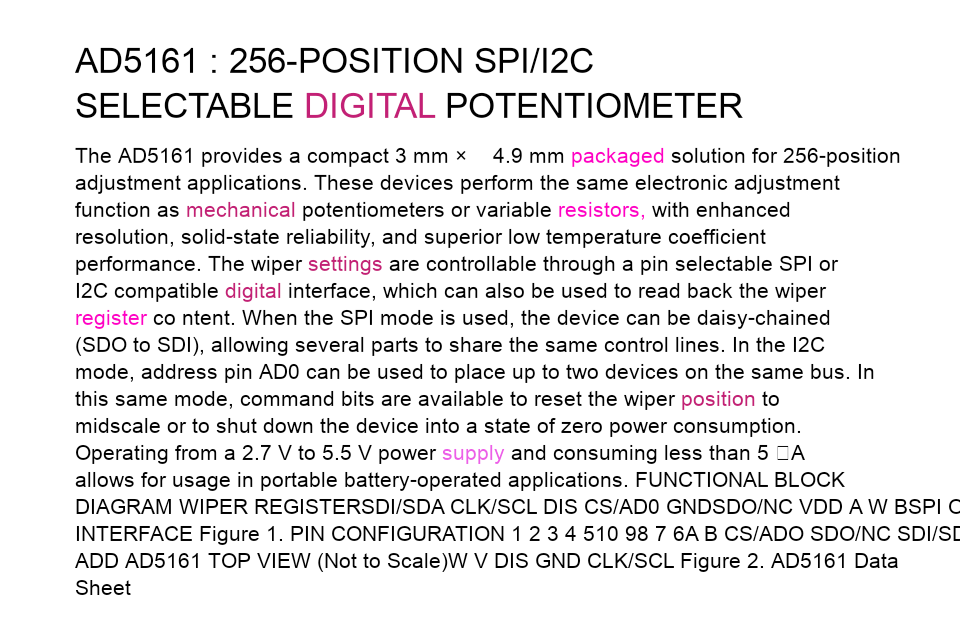 AD5161 : 256-POSITION SPI/I2C
SELECTABLE DIGITAL POTENTIOMETER
The AD5161 provides a compact 3 mm × 4.9 mm packaged solution for 256-position
adjustment applications. These devices perform the same electronic adjustment
function as mechanical potentiometers or variable resistors, with enhanced
resolution, solid-state reliability, and superior low temperature coefficient
performance. The wiper settings are controllable through a pin selectable SPI or
I2C compatible digital interface, which can also be used to read back the wiper
register co ntent. When the SPI mode is used, the device can be daisy-chained
(SDO to SDI), allowing several parts to share the same control lines. In the I2C
mode, address pin AD0 can be used to place up to two devices on the same bus. In
this same mode, command bits are available to reset the wiper position to
midscale or to shut down the device into a state of zero power consumption.
Operating from a 2.7 V to 5.5 V power supply and consuming less than 5 □A
allows for usage in portable battery-operated applications. FUNCTIONAL BLOCK
DIAGRAM WIPER REGISTERSDI/SDA CLK/SCL DIS CS/AD0 GNDSDO/NC VDD A W BSPI
INTERFACE Figure 1. PIN CONFIGURATION 1 2 3 4 510 98 7 6A B CS/ADO SDO/NC
ADD AD5161 TOP VIEW (Not to Scale)W V DIS GND CLK/SCL Figure 2. AD5161 Data
Sheet